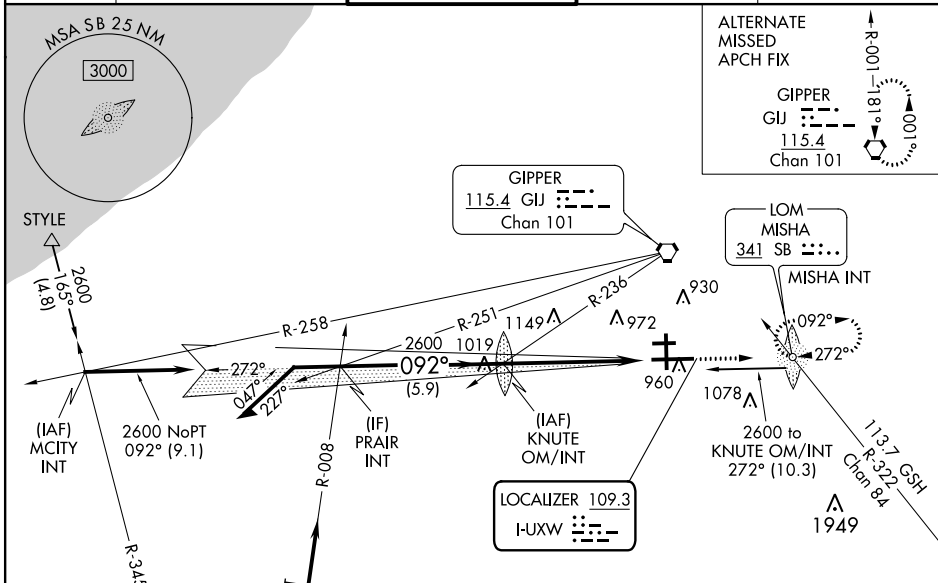 MSA SB 25 NM
3000
ALTERNATE
MISSED
APCH FIX
GIPPER
GIJ
115.4
Chan 101
R-001
181°
001°
GIPPER
115.4 GIJ
Chan 101
LOM
MISHA
341 SB
MISHA INT
STYLE
2600
165°
(4.8)
R-258
R-251
R-236
930
972
1149
1019
2600
092°
(5.9)
272°
047°
227°
960
1078
092°
272°
(IAF)
MCITY
INT
2600 NoPT
092° (9.1)
(IF)
PRAIR
INT
(IAF)
KNUTE
OM/INT
2600 to
KNUTE OM/INT
272° (10.3)
113.7 GSH
R-322
Chan 84
1949
LOCALIZER 109.3
I-UXW
R-008
R-345